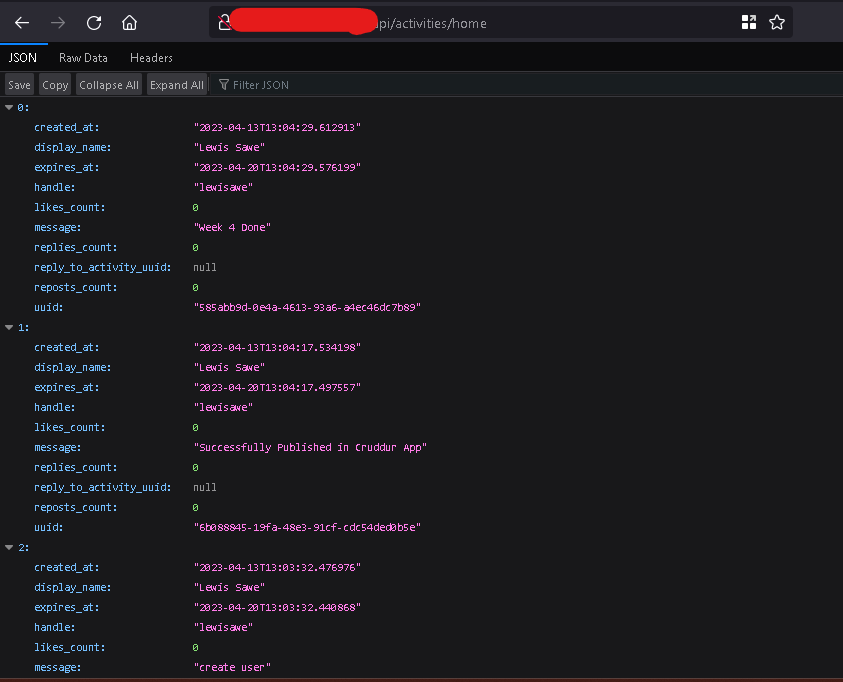 pi/activities/home
JSON Raw Data Headers
Save Copy Collapse All Expand All Filter JSON
0:
created_at: "2023-04-13T13:04:29.612913"
display_name: "Lewis Sawe"
expires_at: "2023-04-20T13:04:29.576199"
handle: "lewisawe"
likes_count: 0
message: "Week 4 Done"
replies_count: 0
reply_to_activity_uuid: null
reposts_count: 0
uuid: "585abb9d-0e4a-4613-93a6-a4ec46dc7b89"
1:
created_at: "2023-04-13T13:04:17.534198"
display_name: "Lewis Sawe"
expires_at: "2023-04-20T13:04:17.497557"
handle: "lewisawe"
likes_count: 0
message: "Successfully Published in Cruddur App"
replies_count: 0
reply_to_activity_uuid: null
reposts_count: 0
uuid: "6b088845-19fa-48e3-91cf-cdc54ded0b5e"
2:
created_at: "2023-04-13T13:03:32.476976"
display_name: "Lewis Sawe"
expires_at: "2023-04-20T13:03:32.440868"
handle: "lewisawe"
likes_count: 0
message: "create user"